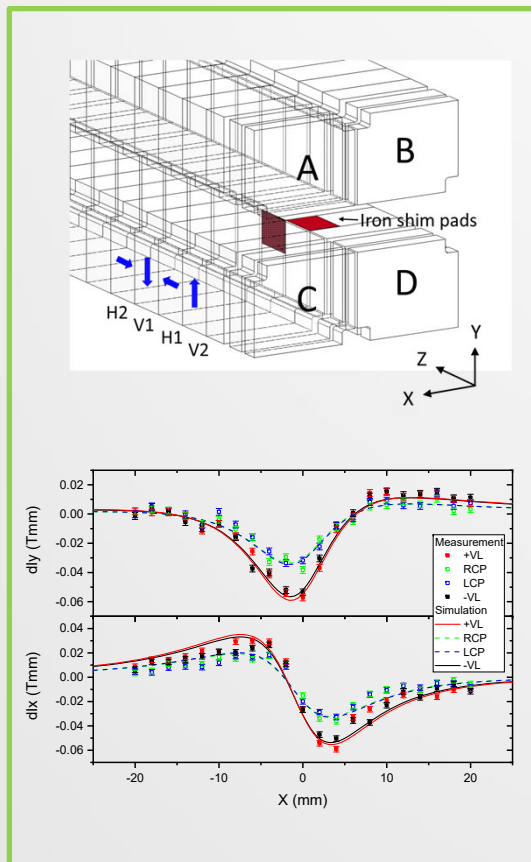 A
B
Iron shim pads
C
D
H2
V1
H1
V2
Y
Z
X
0.02
0.00
-0.02
-0.04
-0.06
dIy (Tmm)
Measurement
+VL
RCP
LCP
-VL
Simulation
+VL
RCP
LCP
-VL
0.04
0.02
0.00
-0.02
-0.04
-0.06
dIx (Tmm)
-20
-10
0
10
20
X (mm)